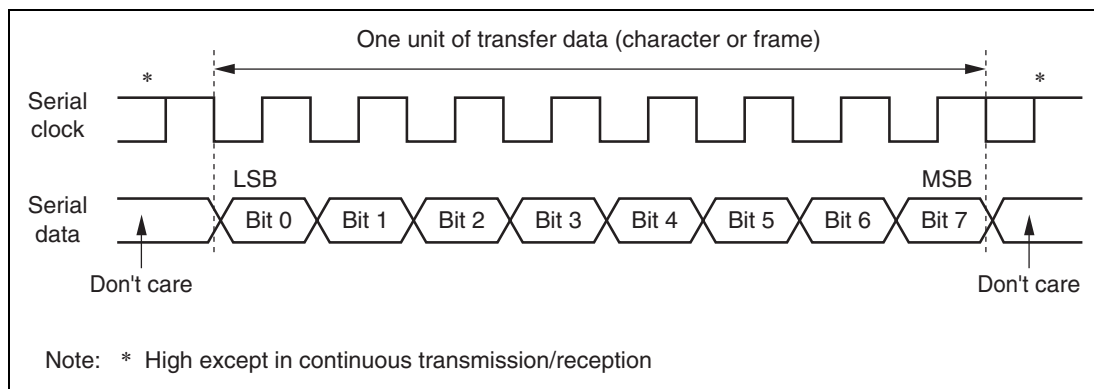 One unit of transfer data (character or frame)
* *
Serial
clock
LSB MSB
Serial
data
Bit 0 Bit 1 Bit 2 Bit 3 Bit 4 Bit 5 Bit 6 Bit 7
Don't care Don't care
Note: * High except in continuous transmission/reception